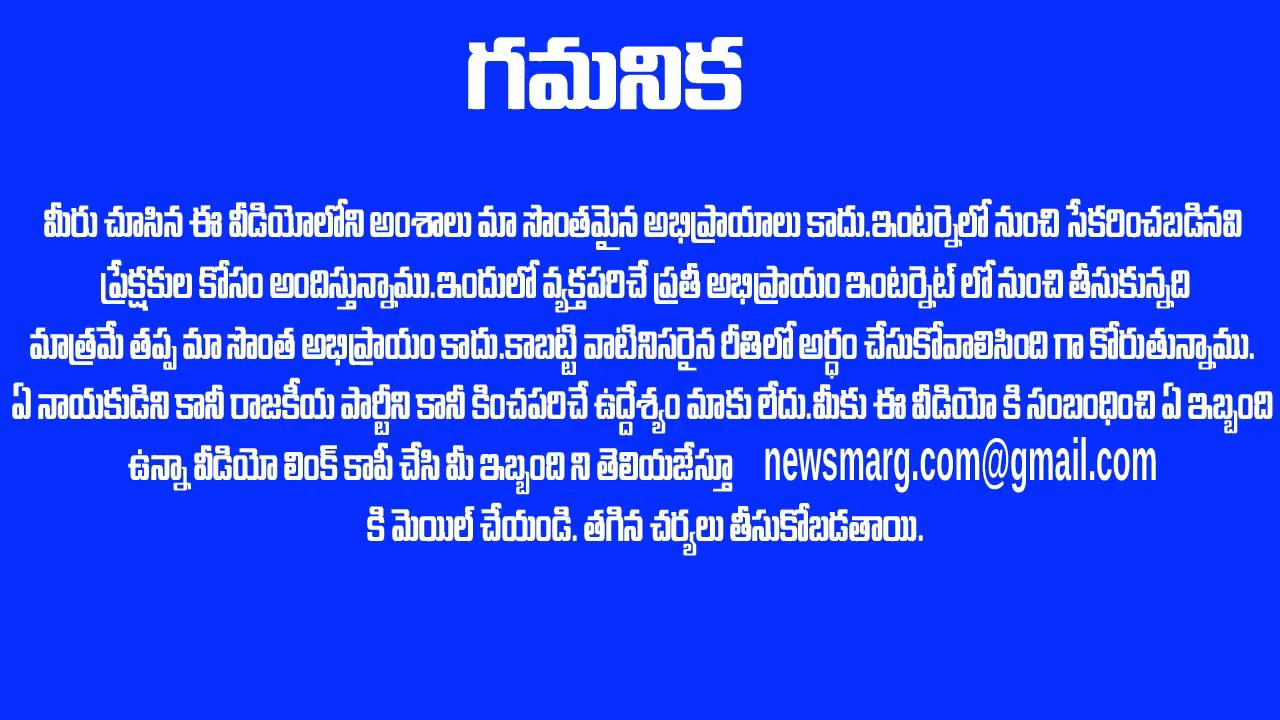 గమనిక
మీరు చూసిన ఈ వీడియోలోని అంశాలు మా సొంతమైన అభిప్రాయాలు కాదు.ఇంటర్నెలో నుంచి సేకరించబడినవి
ప్రేక్షకుల కోసం అందిస్తున్నాము.ఇందులో వ్యక్తపరిచే ప్రతీ అభిప్రాయం ఇంటర్నెట్ లో నుంచి తీసుకున్నది
మాత్రమే తప్ప మా సొంత అభిప్రాయం కాదు.కాబట్టి వాటినిసరైన రీతిలో అర్ధం చేసుకోవాలిసింది గా కోరుతున్నాము.
ఏ నాయకుడిని కానీ రాజకీయ పార్టీని కానీ కించపరిచే ఉద్దేశ్యం మాకు లేదు.మీకు ఈ వీడియో కి సంబంధించి ఏ ఇబ్బంది
ఉన్నా వీడియో లింక్ కాపీ చేసి మీ ఇబ్బంది ని తెలియజేస్తూ newsmarg.com@gmail.com
కి మెయిల్ చేయండి. తగిన చర్యలు తీసుకోబడతాయి.